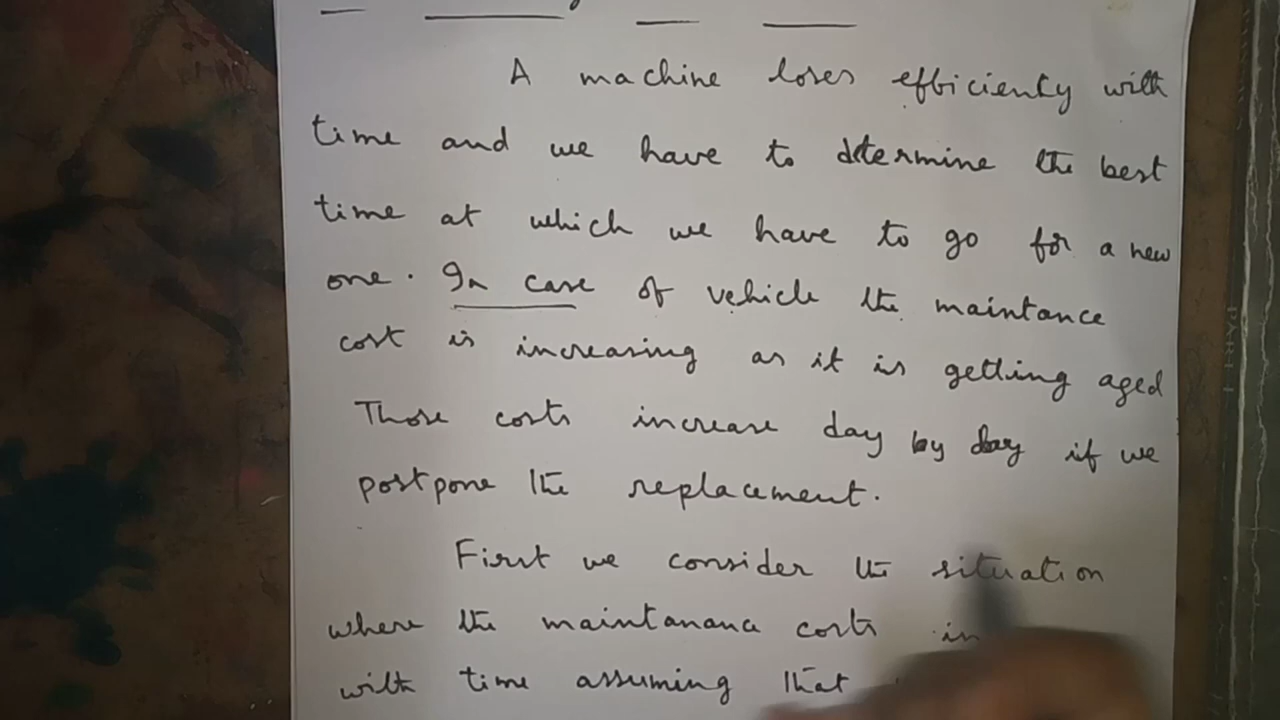 A machine loses efficiency with
time and we have to determine the best
time at which we have to go for a new
one. In case of vehicle the maintance
cost is increasing as it is getting aged
Those costs increase day by day if we
postpone the replacement.
First we consider the situation
where the maintanance costs in
with time assuming that